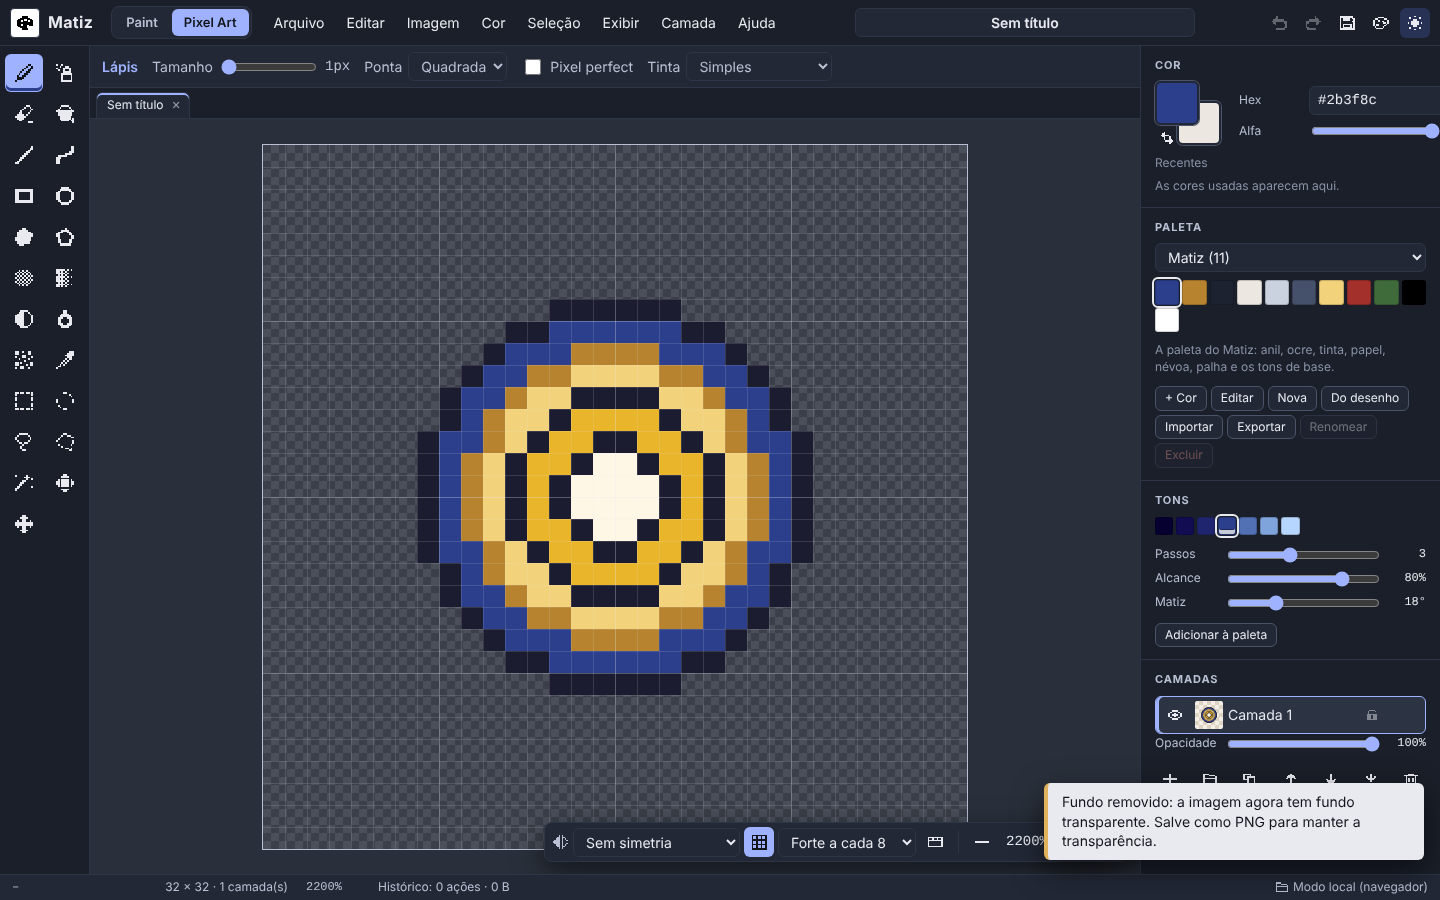 Matiz
Paint
Pixel Art
Arquivo
Editar
Imagem
Cor
Seleção
Exibir
Camada
Ajuda
Sem título
Lápis
Tamanho
1px
Ponta
Quadrada
Pixel perfect
Tinta
Simples
Sem título ×
COR
Hex
#2b3f8c
Alfa
Recentes
As cores usadas aparecem aqui.
PALETA
Matiz (11)
A paleta do Matiz: anil, ocre, tinta, papel,
névoa, palha e os tons de base.
+ Cor
Editar
Nova
Do desenho
Importar
Exportar
Renomear
Excluir
TONS
Passos
3
Alcance
80%
Matiz
18°
Adicionar à paleta
CAMADAS
Camada 1
Opacidade
100%
Fundo removido: a imagem agora tem fundo
transparente. Salve como PNG para manter a
transparência.
Sem simetria
Forte a cada 8
2200%
–
32 × 32 · 1 camada(s)
2200%
Histórico: 0 ações · 0 B
Modo local (navegador)